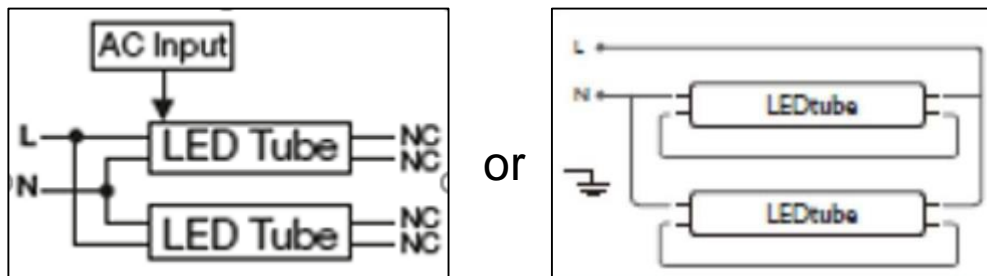 AC Input
L
LED Tube
NC
NC
N
LED Tube
NC
NC
or
L
N
LEDtube
LEDtube